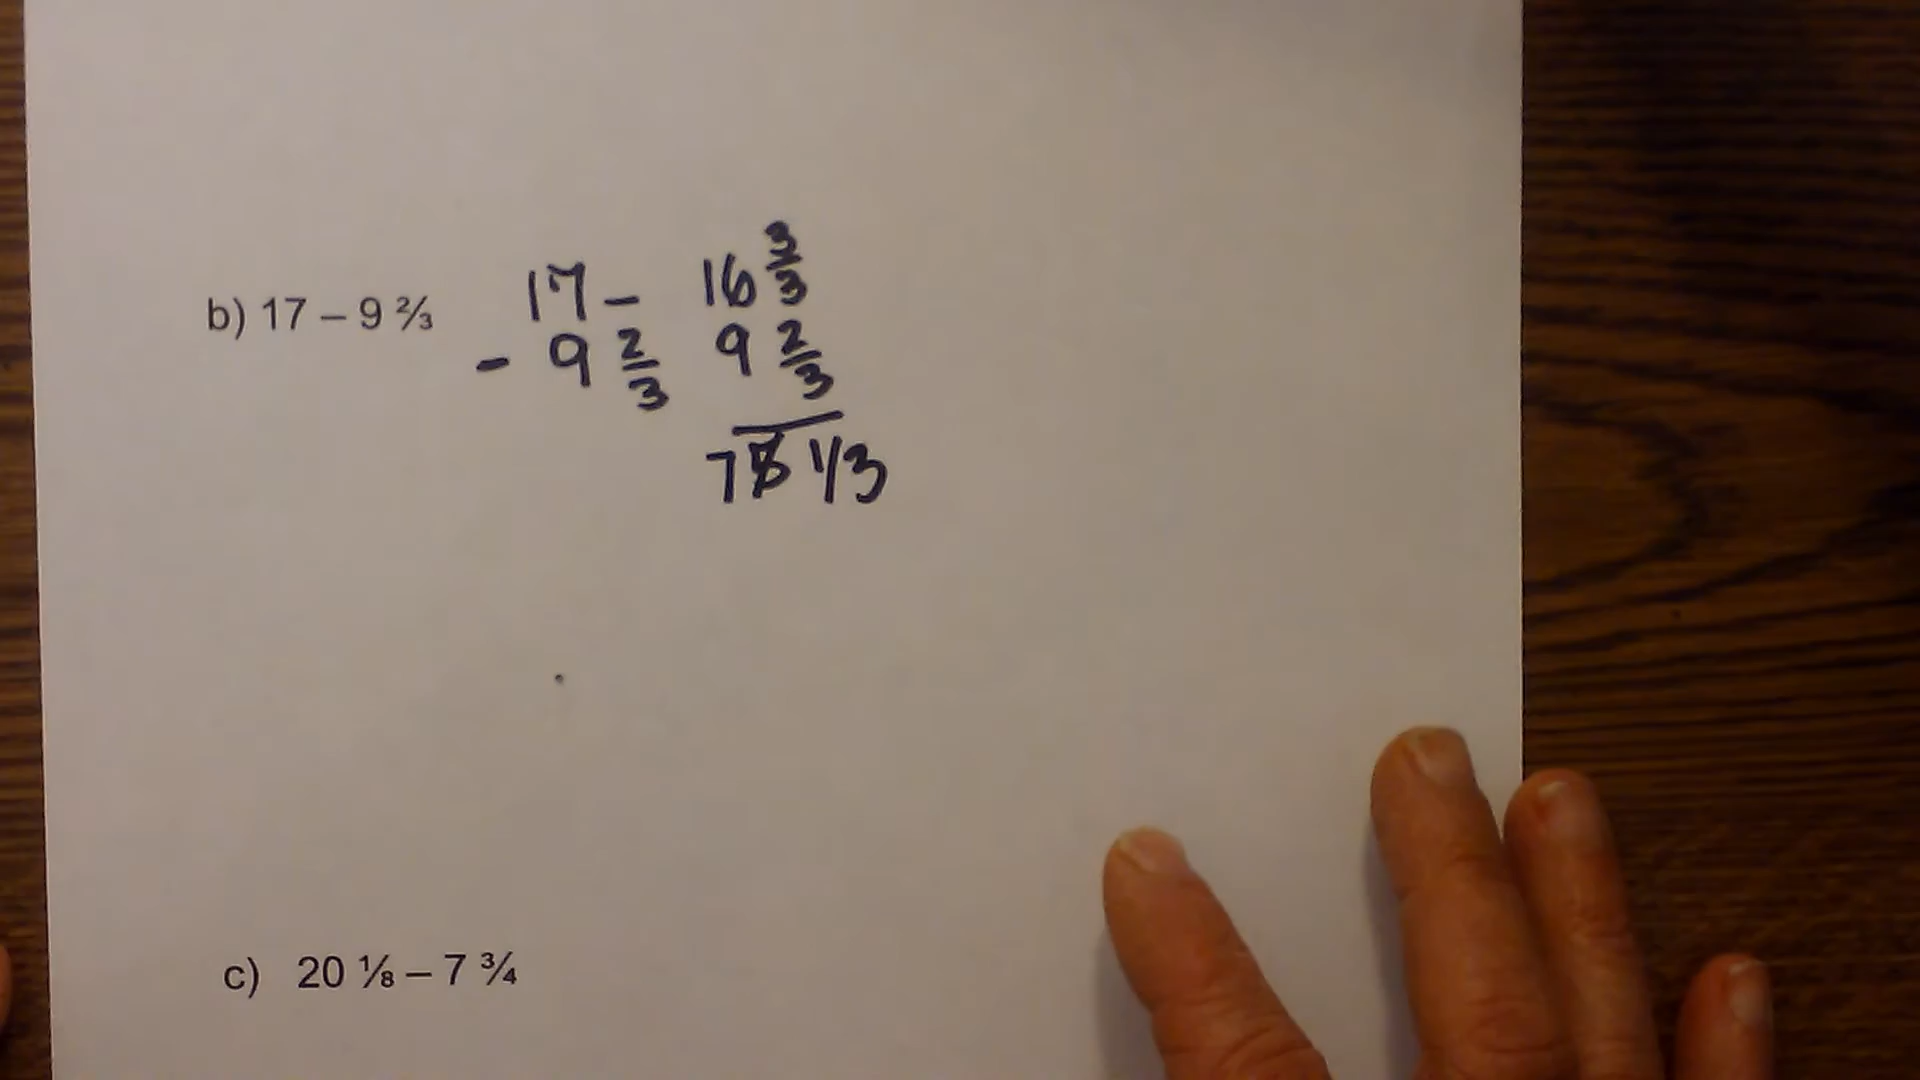 b) 17 – 9 ⅔
17 – 16 3/3
- 9 2/3 9 2/3
7 1/3
c) 20 ⅛ – 7 ¾